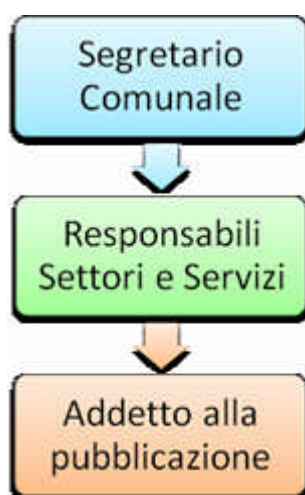 Segretario
Comunale
Responsabili
Settori e Servizi
Addetto alla
pubblicazione